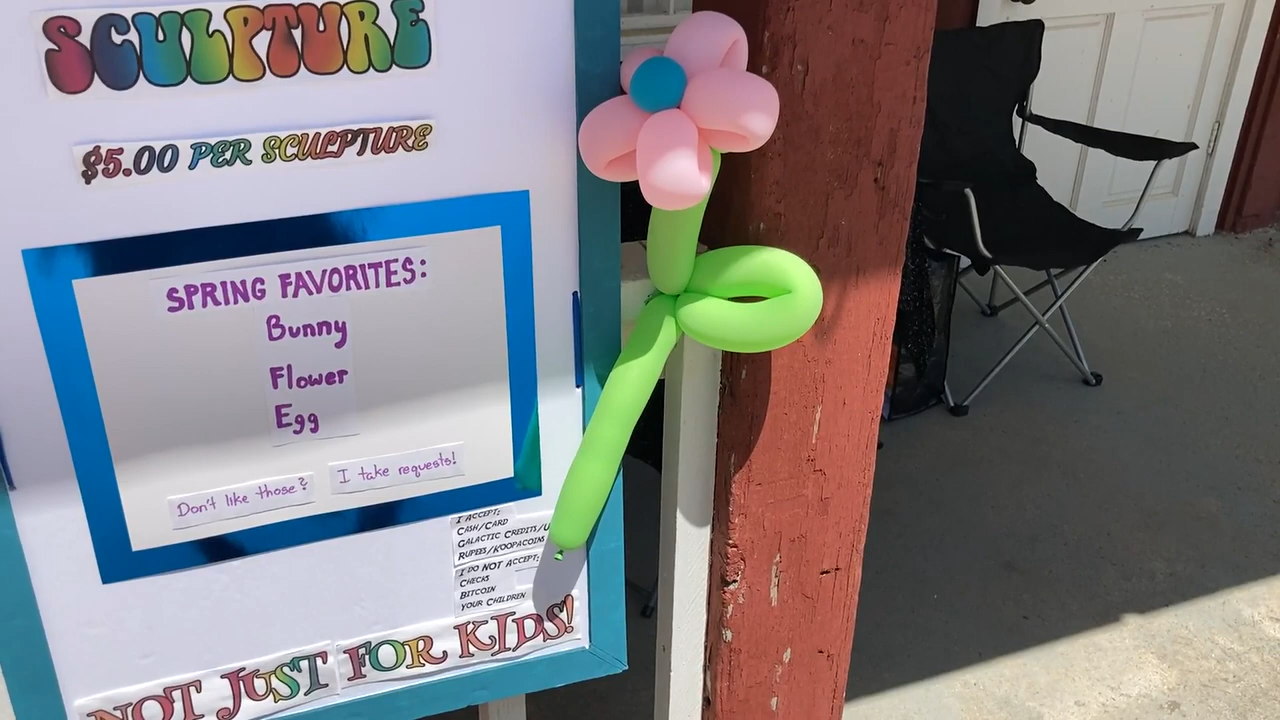 SCULPTURE
$5.00 PER SCULPTURE
SPRING FAVORITES:
Bunny
Flower
Egg
Don't like those? I take requests!
I ACCEPT:
CASH/CARD
GALACTIC CREDITS/U
RUPEES/KOOPACOINS
I DO NOT ACCEPT:
CHECKS
BITCOIN
YOUR CHILDREN
NOT JUST FOR KIDS!